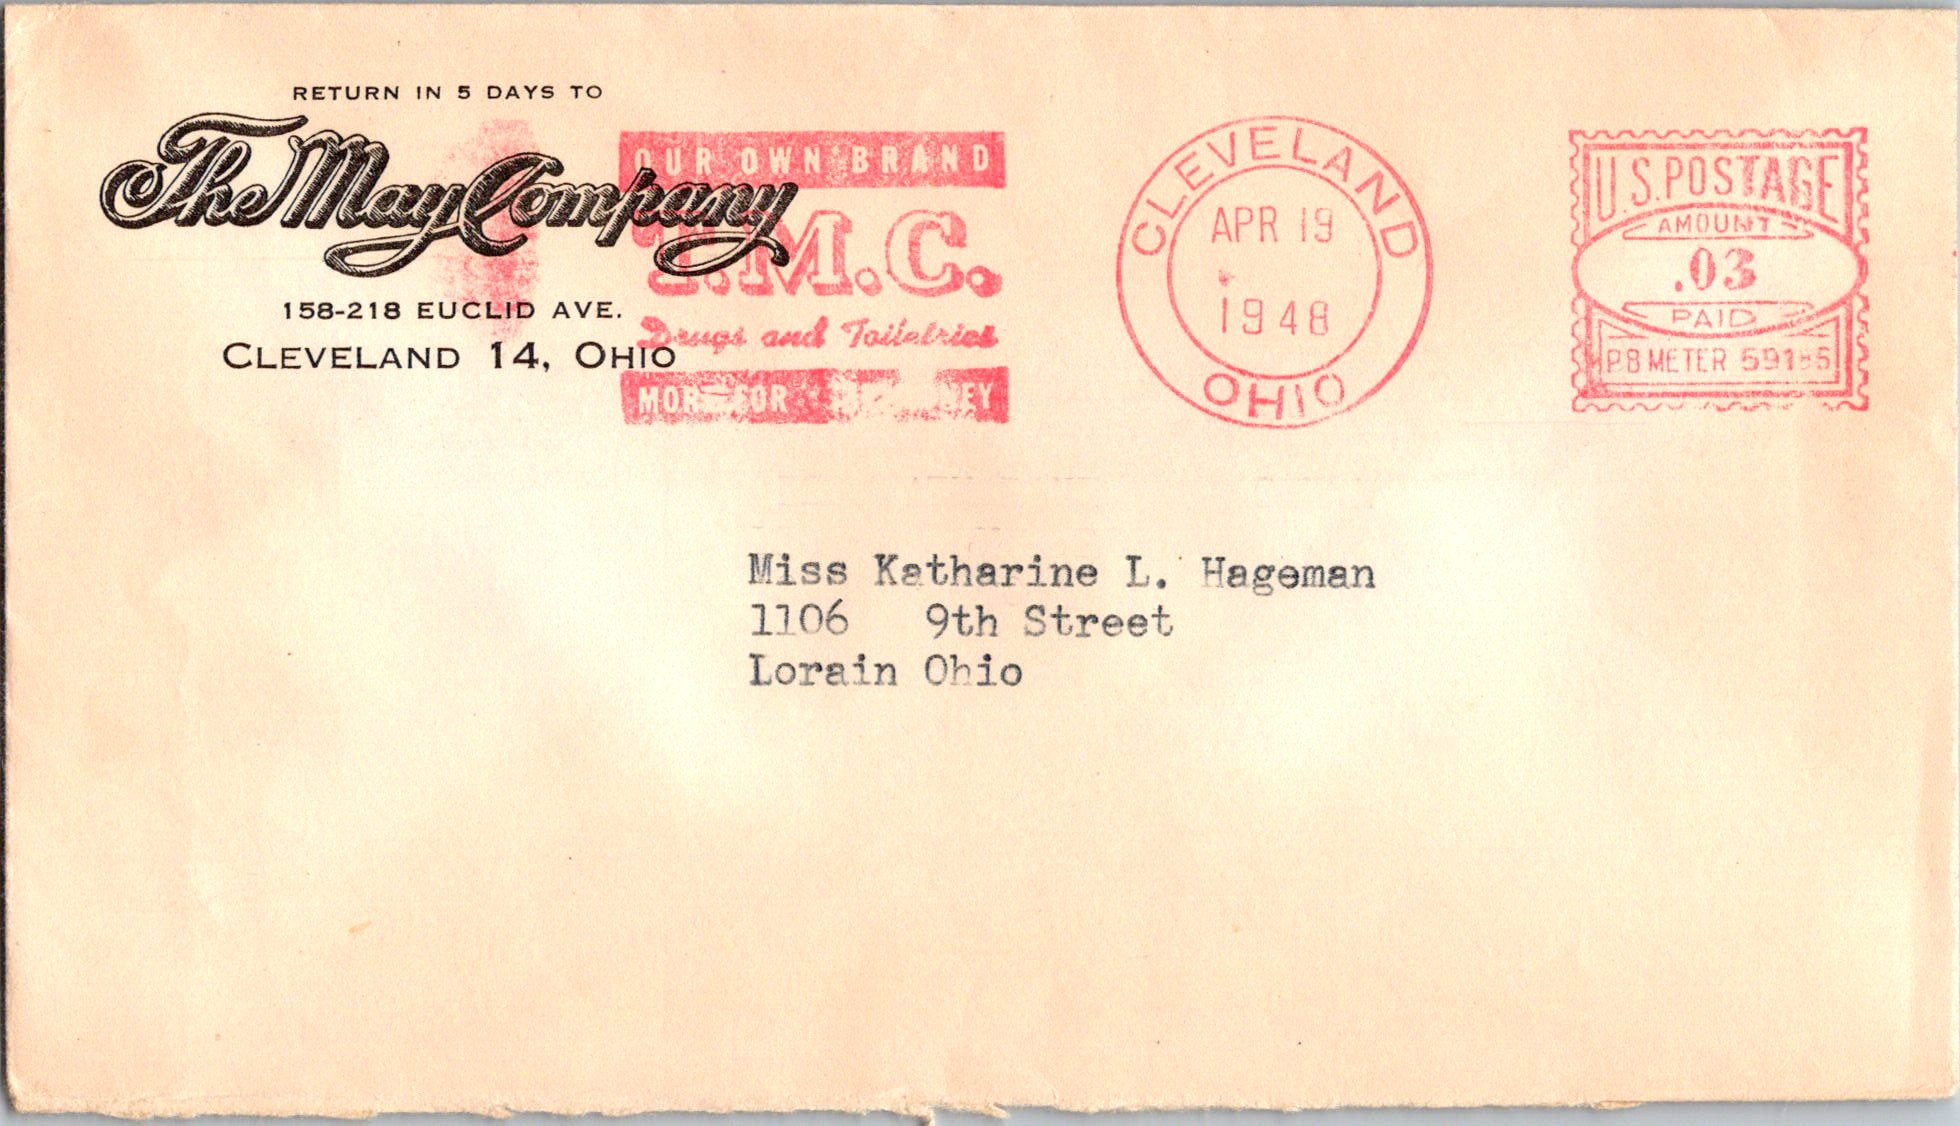 RETURN IN 5 DAYS TO
The May Company
158-218 EUCLID AVE.
CLEVELAND 14, OHIO
OUR OWN BRAND
T.M.C.
Drugs and Toiletries
CLEVELAND
APR 19
1948
OHIO
U.S. POSTAGE
AMOUNT
.03
PAID
PB METER
Miss Katharine L. Hageman
1106 9th Street
Lorain Ohio